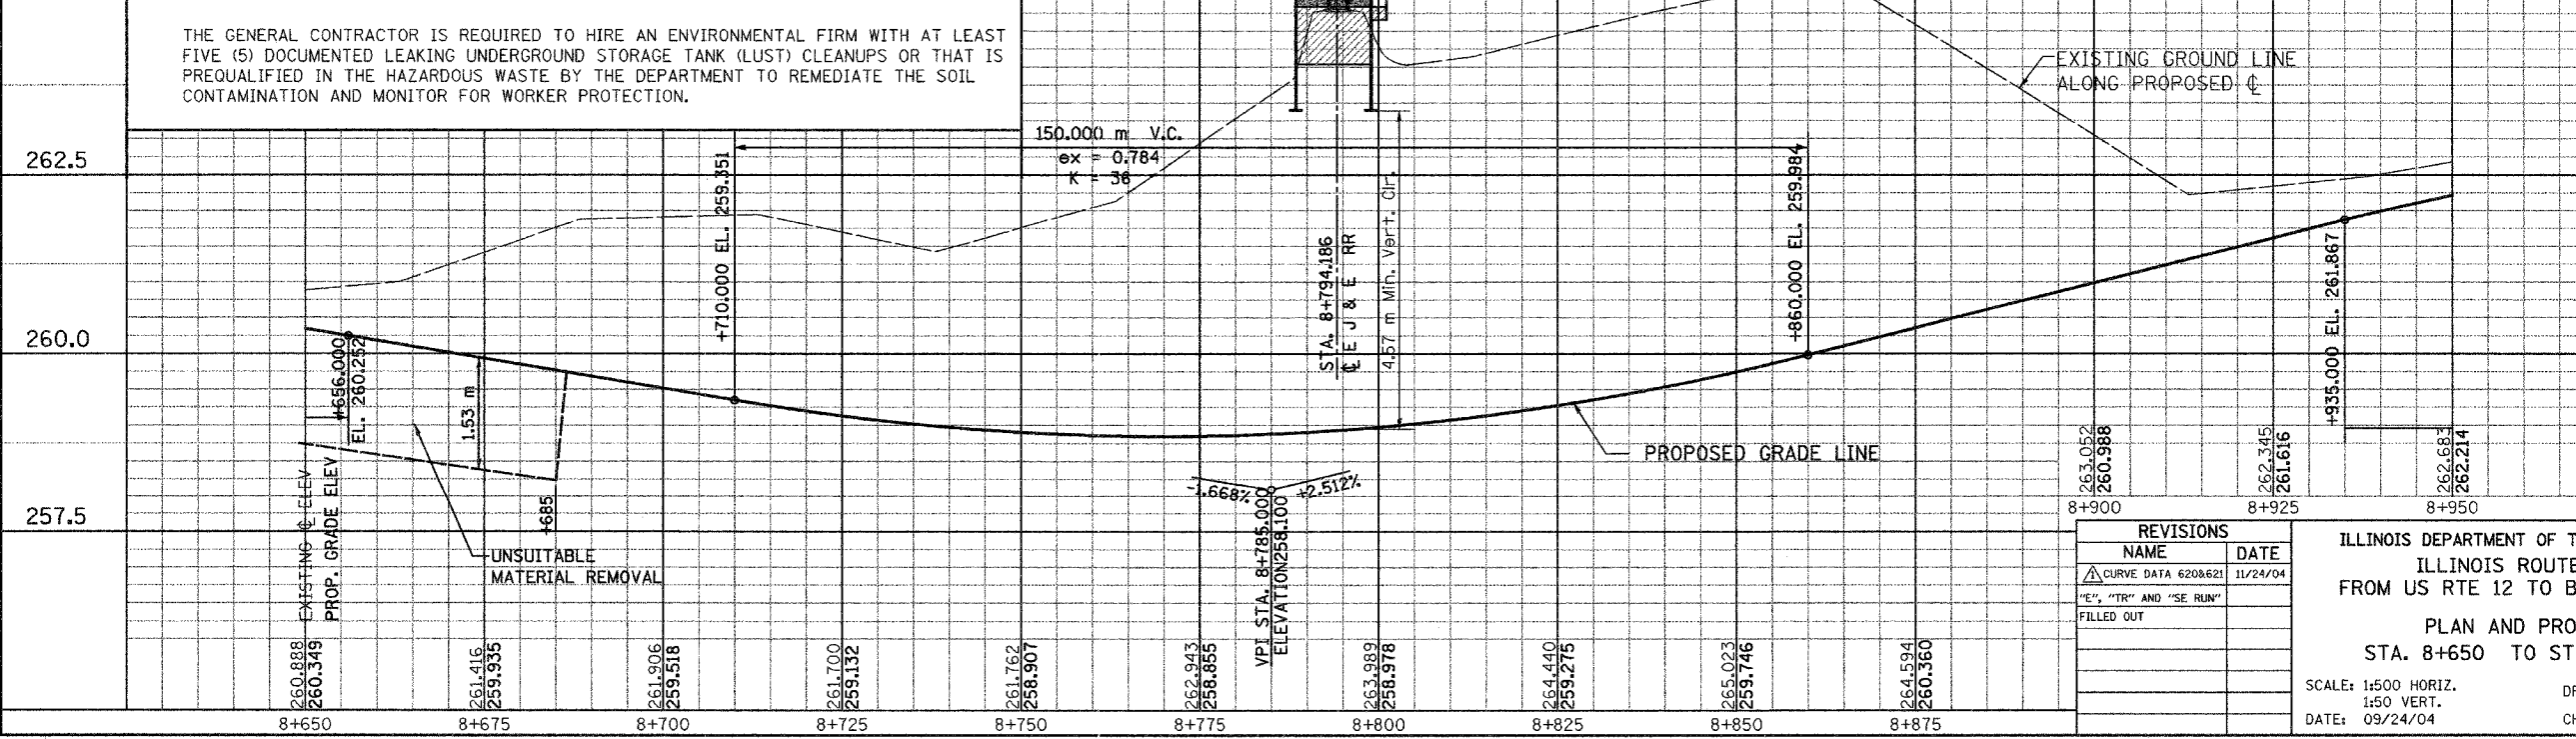 THE GENERAL CONTRACTOR IS REQUIRED TO HIRE AN ENVIRONMENTAL FIRM WITH AT LEAST
FIVE (5) DOCUMENTED LEAKING UNDERGROUND STORAGE TANK (LUST) CLEANUPS OR THAT IS
PREQUALIFIED IN THE HAZARDOUS WASTE BY THE DEPARTMENT TO REMEDIATE THE SOIL
CONTAMINATION AND MONITOR FOR WORKER PROTECTION.
EXISTING GROUND LINE
ALONG PROPOSED ℄
150.000 m V.C.
ex = 0.784
K = 36
262.5
260.0
257.5
+656.000
EL. 260.252
1.53 m
+685
UNSUITABLE
MATERIAL REMOVAL
+710.000 EL. 259.351
STA. 8+794.186
℄ E J & E RR
4.57 m Min. Vert. Clr.
+860.000 EL. 259.984
+935.000 EL. 261.867
PROPOSED GRADE LINE
-1.668%
+2.512%
VPI STA. 8+785.000
ELEVATION258.100
EXISTING ℄ ELEV
PROP. GRADE ELEV
260.888
260.349
261.416
259.935
261.906
259.518
261.700
259.132
261.762
258.907
262.943
258.855
263.989
258.978
264.440
259.275
265.023
259.746
264.594
260.360
263.052
260.988
262.345
261.616
262.683
262.214
8+650 8+675 8+700 8+725 8+750 8+775 8+800 8+825 8+850 8+875
8+900 8+925 8+950
REVISIONS
NAME DATE
1 CURVE DATA 620&621 11/24/04
"E", "TR" AND "SE RUN"
FILLED OUT
ILLINOIS DEPARTMENT OF T
ILLINOIS ROUTE
FROM US RTE 12 TO B
PLAN AND PRO
STA. 8+650 TO ST
SCALE: 1:500 HORIZ.
1:50 VERT.
DATE: 09/24/04
DR
CH